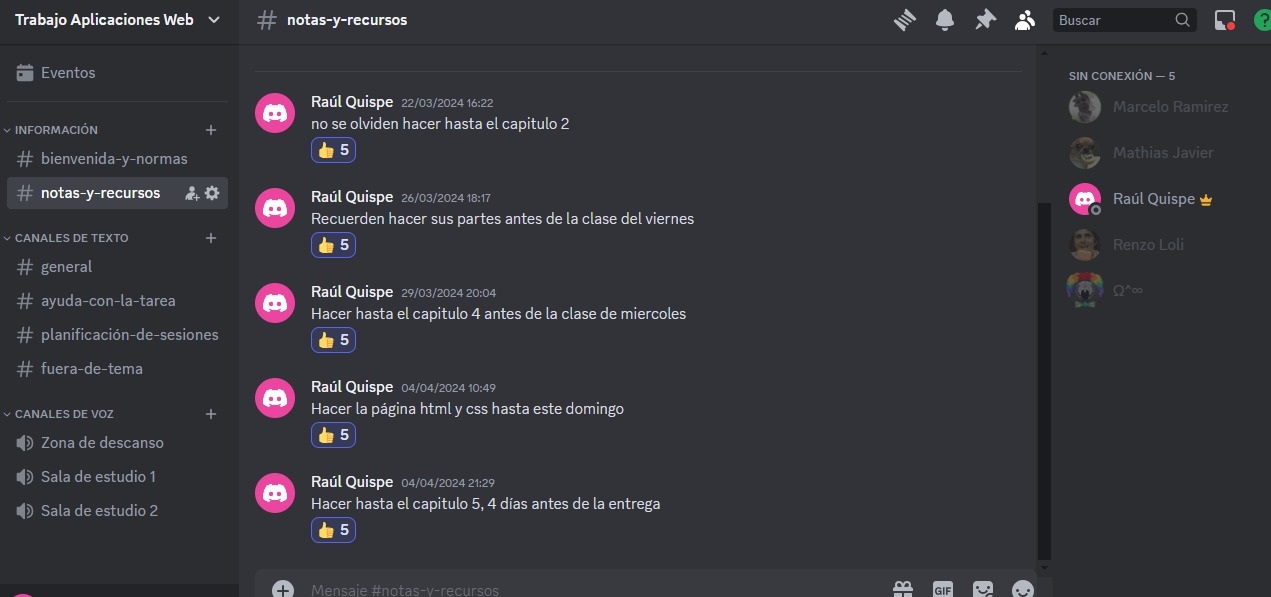 Trabajo Aplicaciones Web
notas-y-recursos
Buscar
Eventos
INFORMACIÓN
bienvenida-y-normas
notas-y-recursos
CANALES DE TEXTO
general
ayuda-con-la-tarea
planificación-de-sesiones
fuera-de-tema
CANALES DE VOZ
Zona de descanso
Sala de estudio 1
Sala de estudio 2
Raúl Quispe 22/03/2024 16:22
no se olviden hacer hasta el capitulo 2
👍 5
Raúl Quispe 26/03/2024 18:17
Recuerden hacer sus partes antes de la clase del viernes
👍 5
Raúl Quispe 29/03/2024 20:04
Hacer hasta el capitulo 4 antes de la clase de miercoles
👍 5
Raúl Quispe 04/04/2024 10:49
Hacer la página html y css hasta este domingo
👍 5
Raúl Quispe 04/04/2024 21:29
Hacer hasta el capitulo 5, 4 días antes de la entrega
👍 5
Mensaje #notas-y-recursos
GIF
SIN CONEXIÓN — 5
Marcelo Ramirez
Mathias Javier
Raúl Quispe
Renzo Loli
Ω^∞